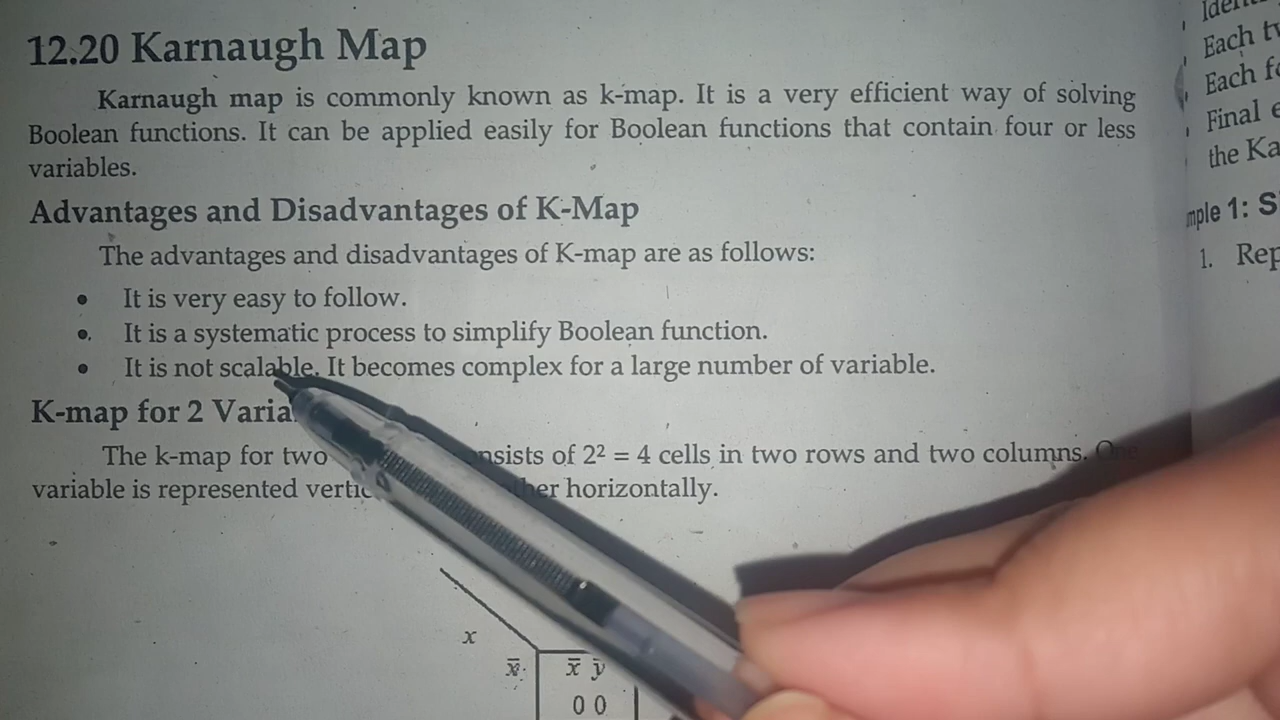 12.20 Karnaugh Map
Karnaugh map is commonly known as k-map. It is a very efficient way of solving
Boolean functions. It can be applied easily for Boolean functions that contain four or less
variables.
Advantages and Disadvantages of K-Map
The advantages and disadvantages of K-map are as follows:
• It is very easy to follow.
• It is a systematic process to simplify Boolean function.
• It is not scalable. It becomes complex for a large number of variable.
K-map for 2
The k-map for two of 2² = 4 cells in two rows and two columns. One
variable is represented horizontally.
x
x̅ x̅ y̅
0 0
Each
Each
Final
the
1.